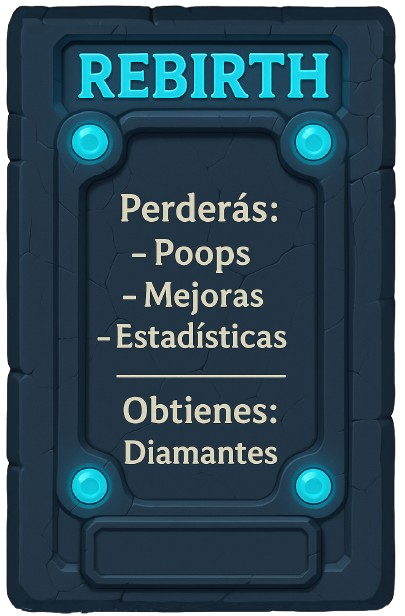 REBIRTH
Perderás:
– Poops
– Mejoras
– Estadísticas
Obtienes:
Diamantes